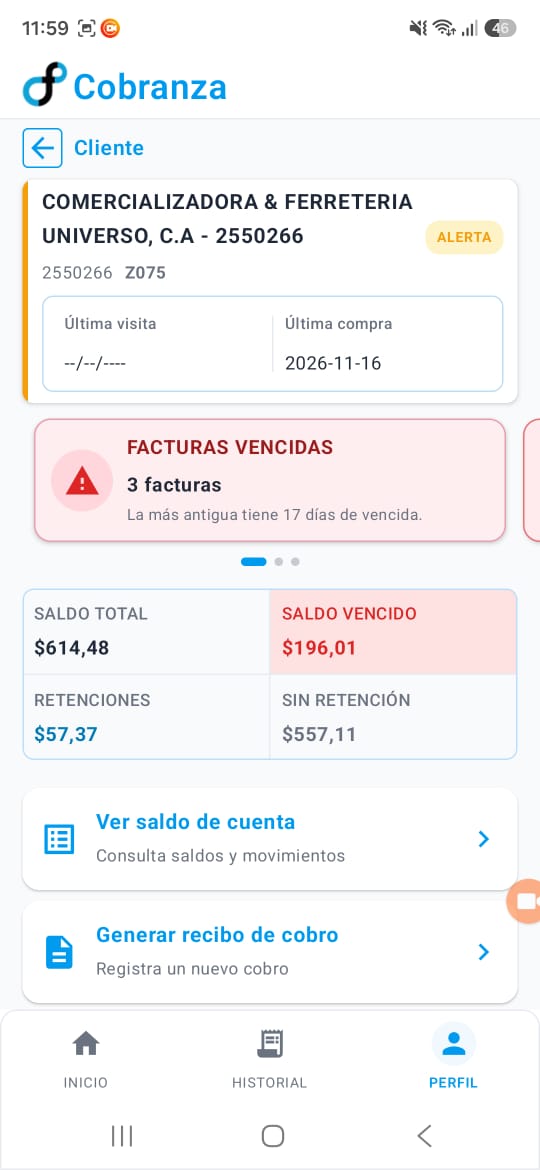 11:59
46
Cobranza
Cliente
COMERCIALIZADORA & FERRETERIA
UNIVERSO, C.A - 2550266
ALERTA
2550266 Z075
Última visita
Última compra
--/--/----
2026-11-16
FACTURAS VENCIDAS
3 facturas
La más antigua tiene 17 días de vencida.
SALDO TOTAL
$614,48
SALDO VENCIDO
$196,01
RETENCIONES
$57,37
SIN RETENCIÓN
$557,11
Ver saldo de cuenta
Consulta saldos y movimientos
Generar recibo de cobro
Registra un nuevo cobro
INICIO
HISTORIAL
PERFIL